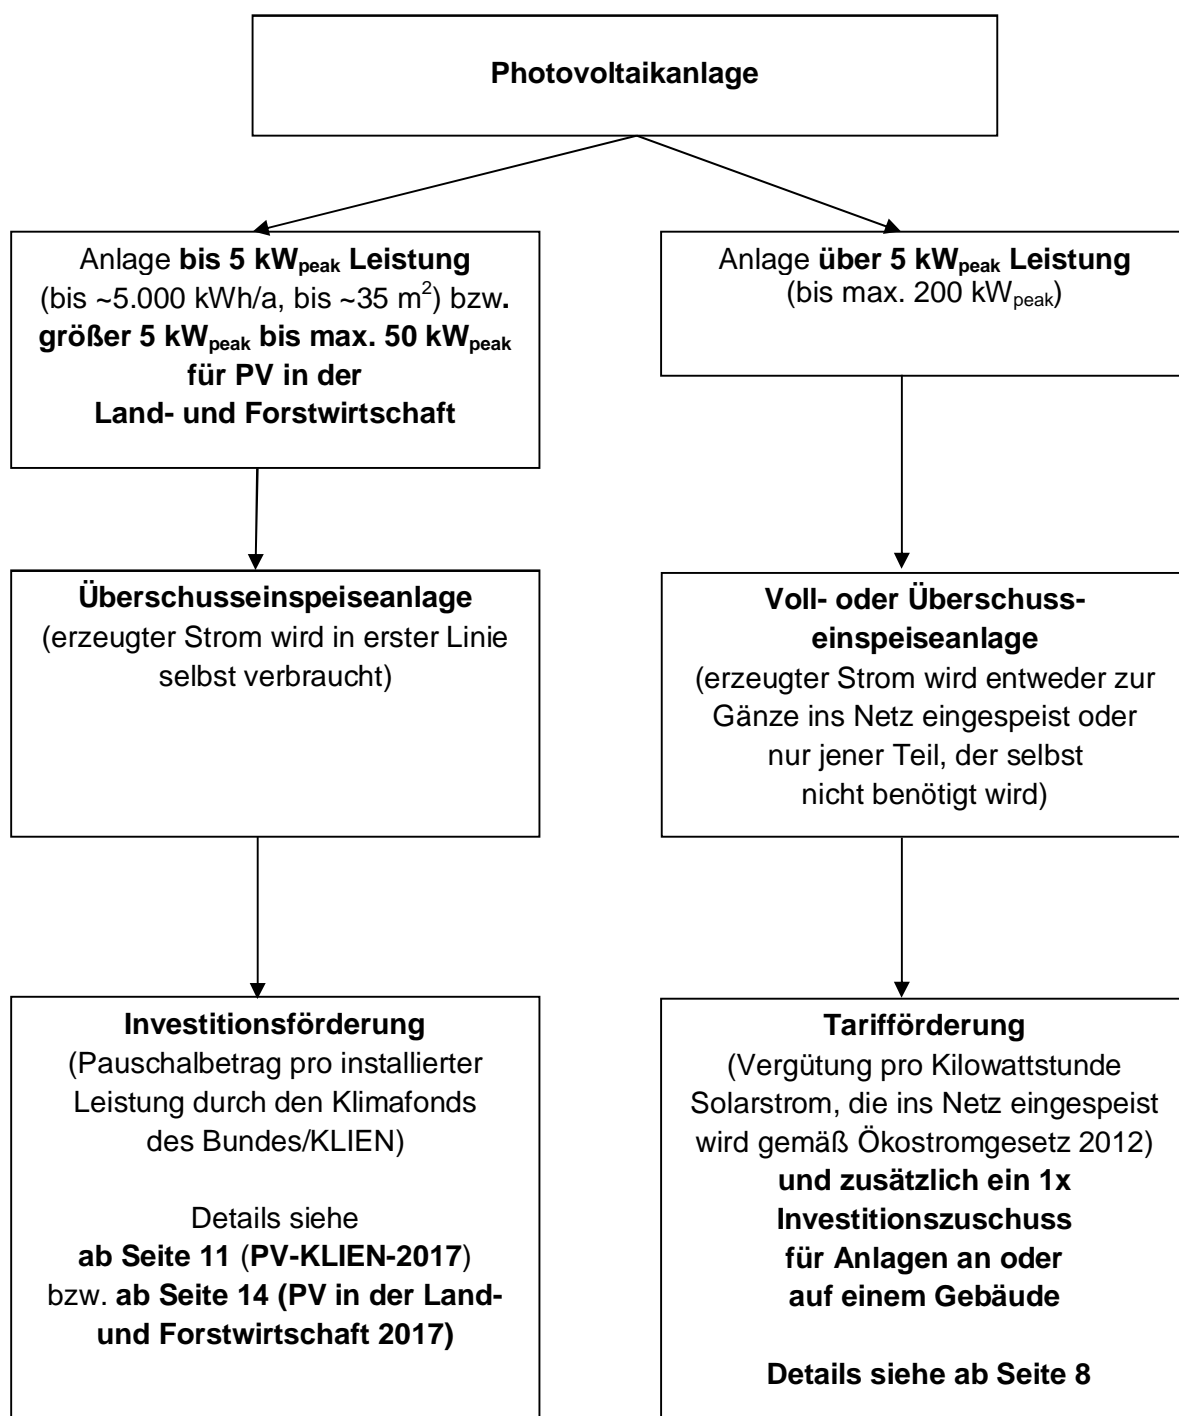 Photovoltaikanlage
Anlage bis 5 kWpeak Leistung
(bis ~5.000 kWh/a, bis ~35 m²) bzw.
größer 5 kWpeak bis max. 50 kWpeak
für PV in der
Land- und Forstwirtschaft
Anlage über 5 kWpeak Leistung
(bis max. 200 kWpeak)
Überschusseinspeiseanlage
(erzeugter Strom wird in erster Linie
selbst verbraucht)
Voll- oder Überschuss-
einspeiseanlage
(erzeugter Strom wird entweder zur
Gänze ins Netz eingespeist oder
nur jener Teil, der selbst
nicht benötigt wird)
Investitionsförderung
(Pauschalbetrag pro installierter
Leistung durch den Klimafonds
des Bundes/KLIEN)
Details siehe
ab Seite 11 (PV-KLIEN-2017)
bzw. ab Seite 14 (PV in der Land-
und Forstwirtschaft 2017)
Tarifförderung
(Vergütung pro Kilowattstunde
Solarstrom, die ins Netz eingespeist
wird gemäß Ökostromgesetz 2012)
und zusätzlich ein 1x
Investitionszuschuss
für Anlagen an oder
auf einem Gebäude
Details siehe ab Seite 8